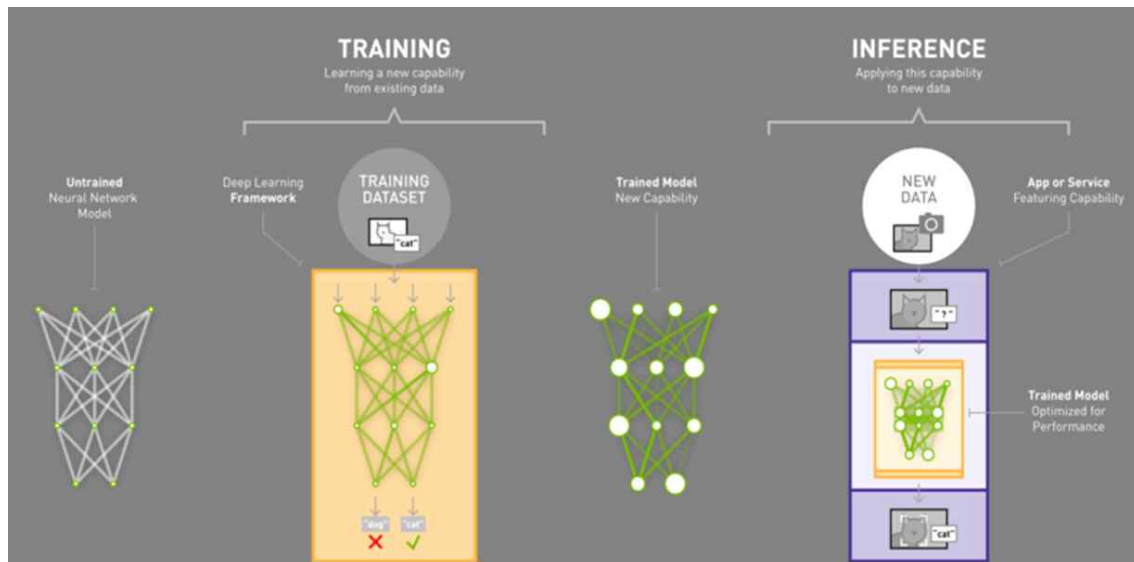 TRAINING
Learning a new capability
from existing data
INFERENCE
Applying this capability
to new data
Untrained
Neural Network
Model
Deep Learning
Framework
TRAINING
DATASET
"cat"
Trained Model
New Capability
NEW
DATA
App or Service
Featuring Capability
"?"
Trained Model
Optimized for
Performance
"dog"
"cat"
"cat"